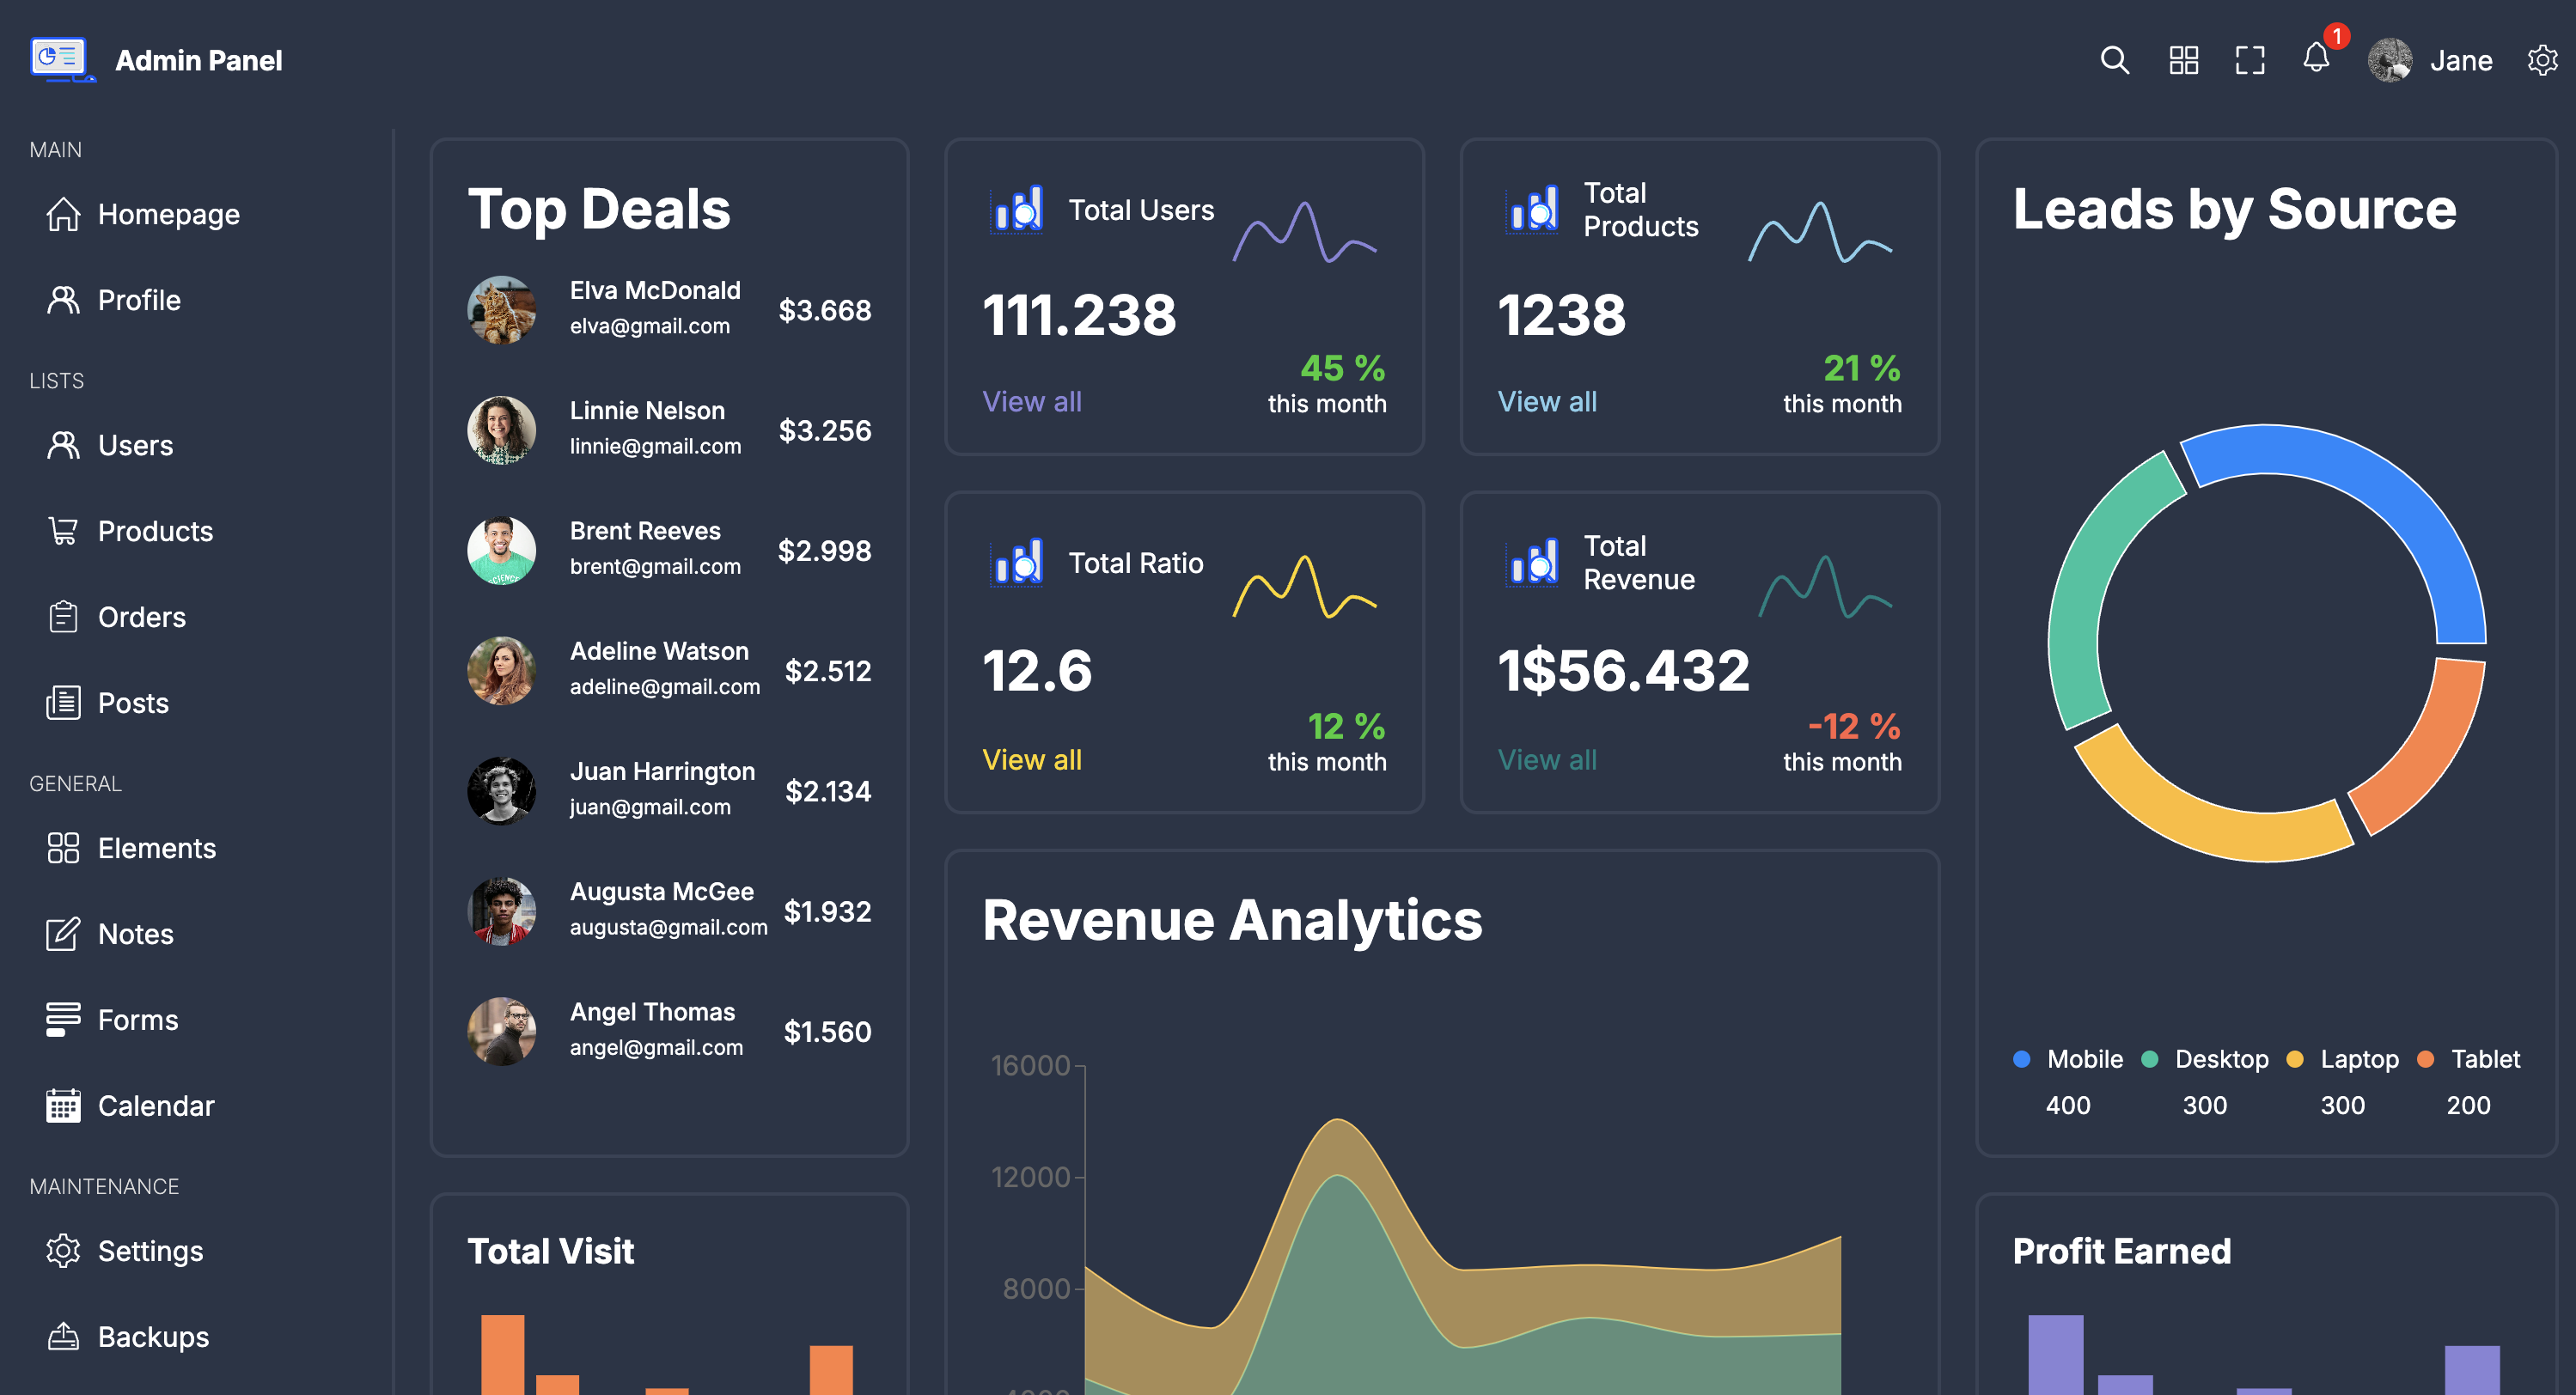 Admin Panel
1
Jane
MAIN
Homepage
Profile
LISTS
Users
Products
Orders
Posts
GENERAL
Elements
Notes
Forms
Calendar
MAINTENANCE
Settings
Backups
Top Deals
Elva McDonald
elva@gmail.com
$3.668
Linnie Nelson
linnie@gmail.com
$3.256
Brent Reeves
brent@gmail.com
$2.998
Adeline Watson
adeline@gmail.com
$2.512
Juan Harrington
juan@gmail.com
$2.134
Augusta McGee
augusta@gmail.com
$1.932
Angel Thomas
angel@gmail.com
$1.560
Total Visit
Total Users
111.238
View all
45 %
this month
Total
Products
1238
View all
21 %
this month
Total Ratio
12.6
View all
12 %
this month
Total
Revenue
1$56.432
View all
-12 %
this month
Revenue Analytics
16000
12000
8000
4000
Leads by Source
Mobile
400
Desktop
300
Laptop
300
Tablet
200
Profit Earned